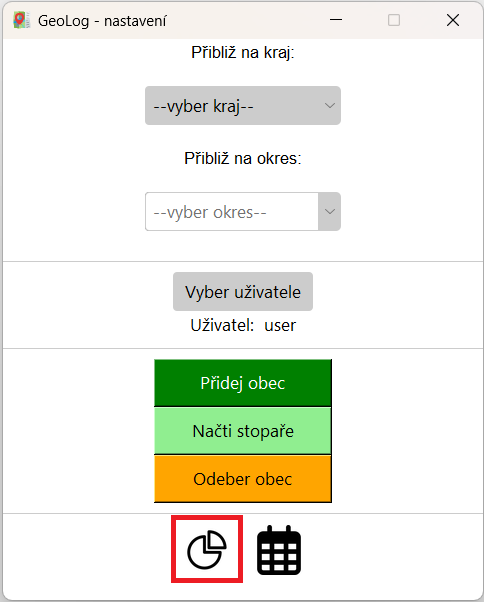 GeoLog - nastavení
Přibliž na kraj:
--vyber kraj--
Přibliž na okres:
--vyber okres--
Vyber uživatele
Uživatel: user
Přidej obec
Načti stopaře
Odeber obec